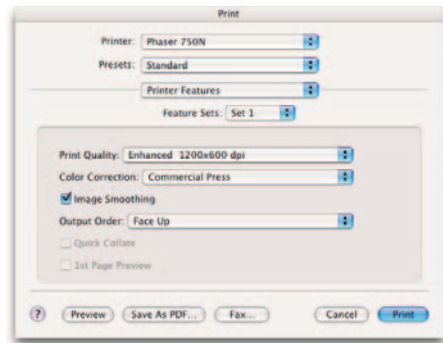 Print
Printer: Phaser 750N
Presets: Standard
Printer Features
Feature Sets: Set 1
Print Quality: Enhanced 1200x600 dpi
Color Correction: Commercial Press
Image Smoothing
Output Order: Face Up
Quick Collate
1st Page Preview
? Preview Save As PDF... Fax... Cancel Print